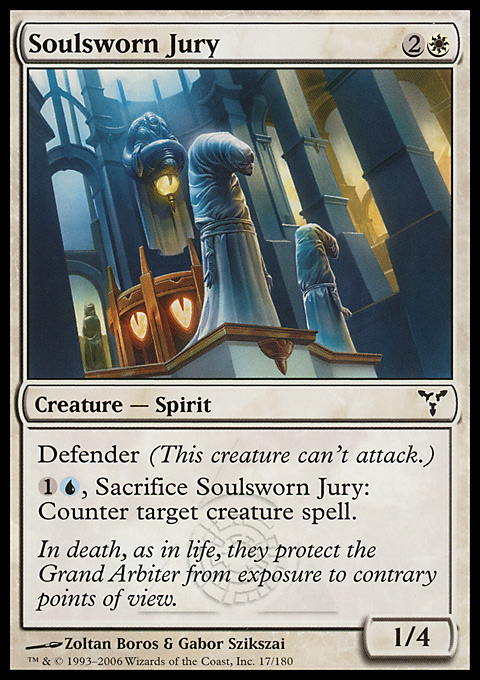 Soulsworn Jury 2
Creature — Spirit
Defender (This creature can't attack.)
1, Sacrifice Soulsworn Jury:
Counter target creature spell.
In death, as in life, they protect the
Grand Arbiter from exposure to contrary
points of view.
Zoltan Boros & Gabor Szikszai
1/4
™ & © 1993–2006 Wizards of the Coast, Inc. 17/180